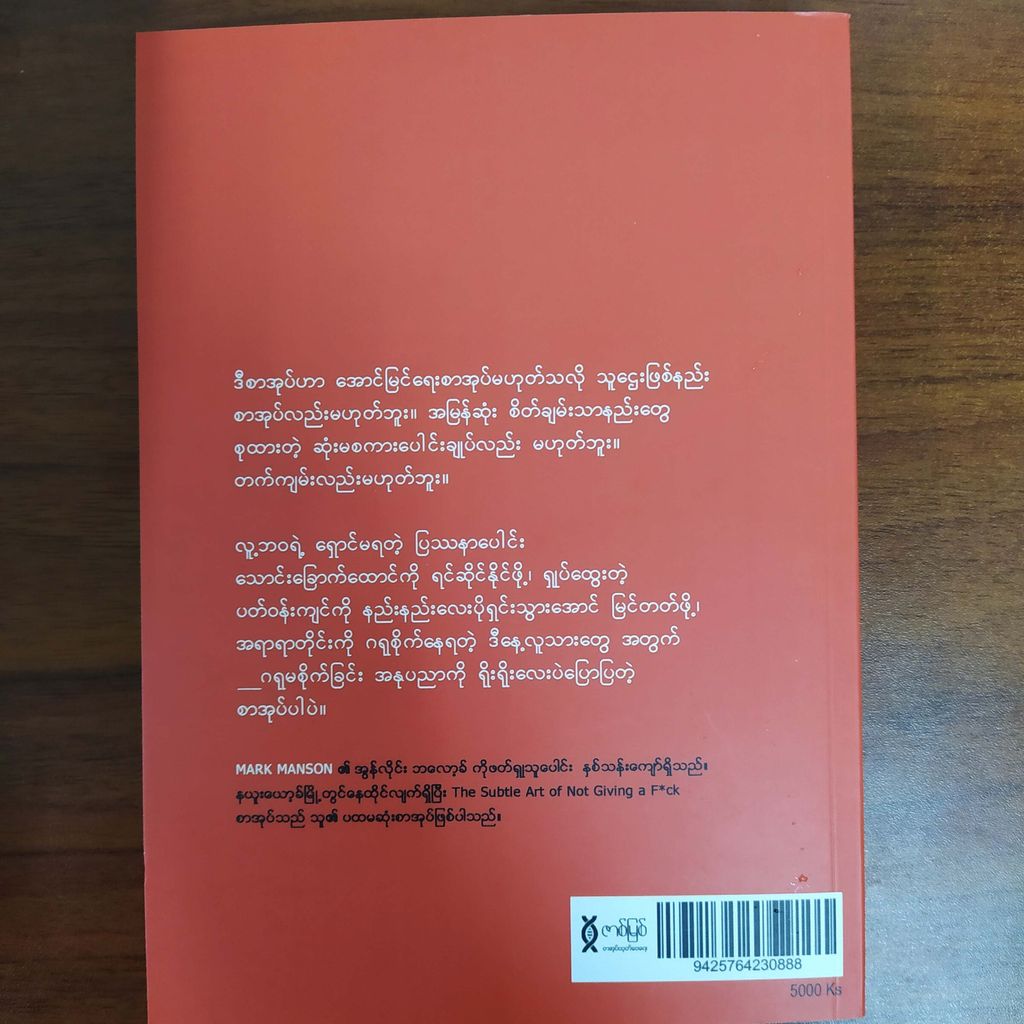 ဒီစာအုပ်ဟာ အောင်မြင်ရေးစာအုပ်မဟုတ်သလို သူဌေးဖြစ်နည်း
စာအုပ်လည်းမဟုတ်ဘူး။ အမြန်ဆုံး စိတ်ချမ်းသာနည်းတွေ
စုထားတဲ့ ဆုံးမစကားပေါင်းချုပ်လည်း မဟုတ်ဘူး။
တက်ကျမ်းလည်းမဟုတ်ဘူး။
လူ့ဘဝရဲ့ ရှောင်မရတဲ့ ပြဿနာပေါင်း
သောင်းခြောက်ထောင်ကို ရင်ဆိုင်နိုင်ဖို့၊ ရှုပ်ထွေးတဲ့
ပတ်ဝန်းကျင်ကို နည်းနည်းလေးပိုရှင်းသွားအောင် မြင်တတ်ဖို့၊
အရာရာတိုင်းကို ဂရုစိုက်နေရတဲ့ ဒီနေ့လူသားတွေ အတွက်
__ဂရုမစိုက်ခြင်း အနုပညာကို ရိုးရိုးလေးပဲပြောပြတဲ့
စာအုပ်ပါပဲ။
MARK MANSON ၏ အွန်လိုင်း ဘလော့ခ် ကိုဖတ်ရှုသူပေါင်း နှစ်သန်းကျော်ရှိသည်။
နယူးယော့ခ်မြို့တွင်နေထိုင်လျက်ရှိပြီး The Subtle Art of Not Giving a F*ck
စာအုပ်သည် သူ၏ ပထမဆုံးစာအုပ်ဖြစ်ပါသည်။
ဇာစ်မြစ်
9425764230888
5000 Ks